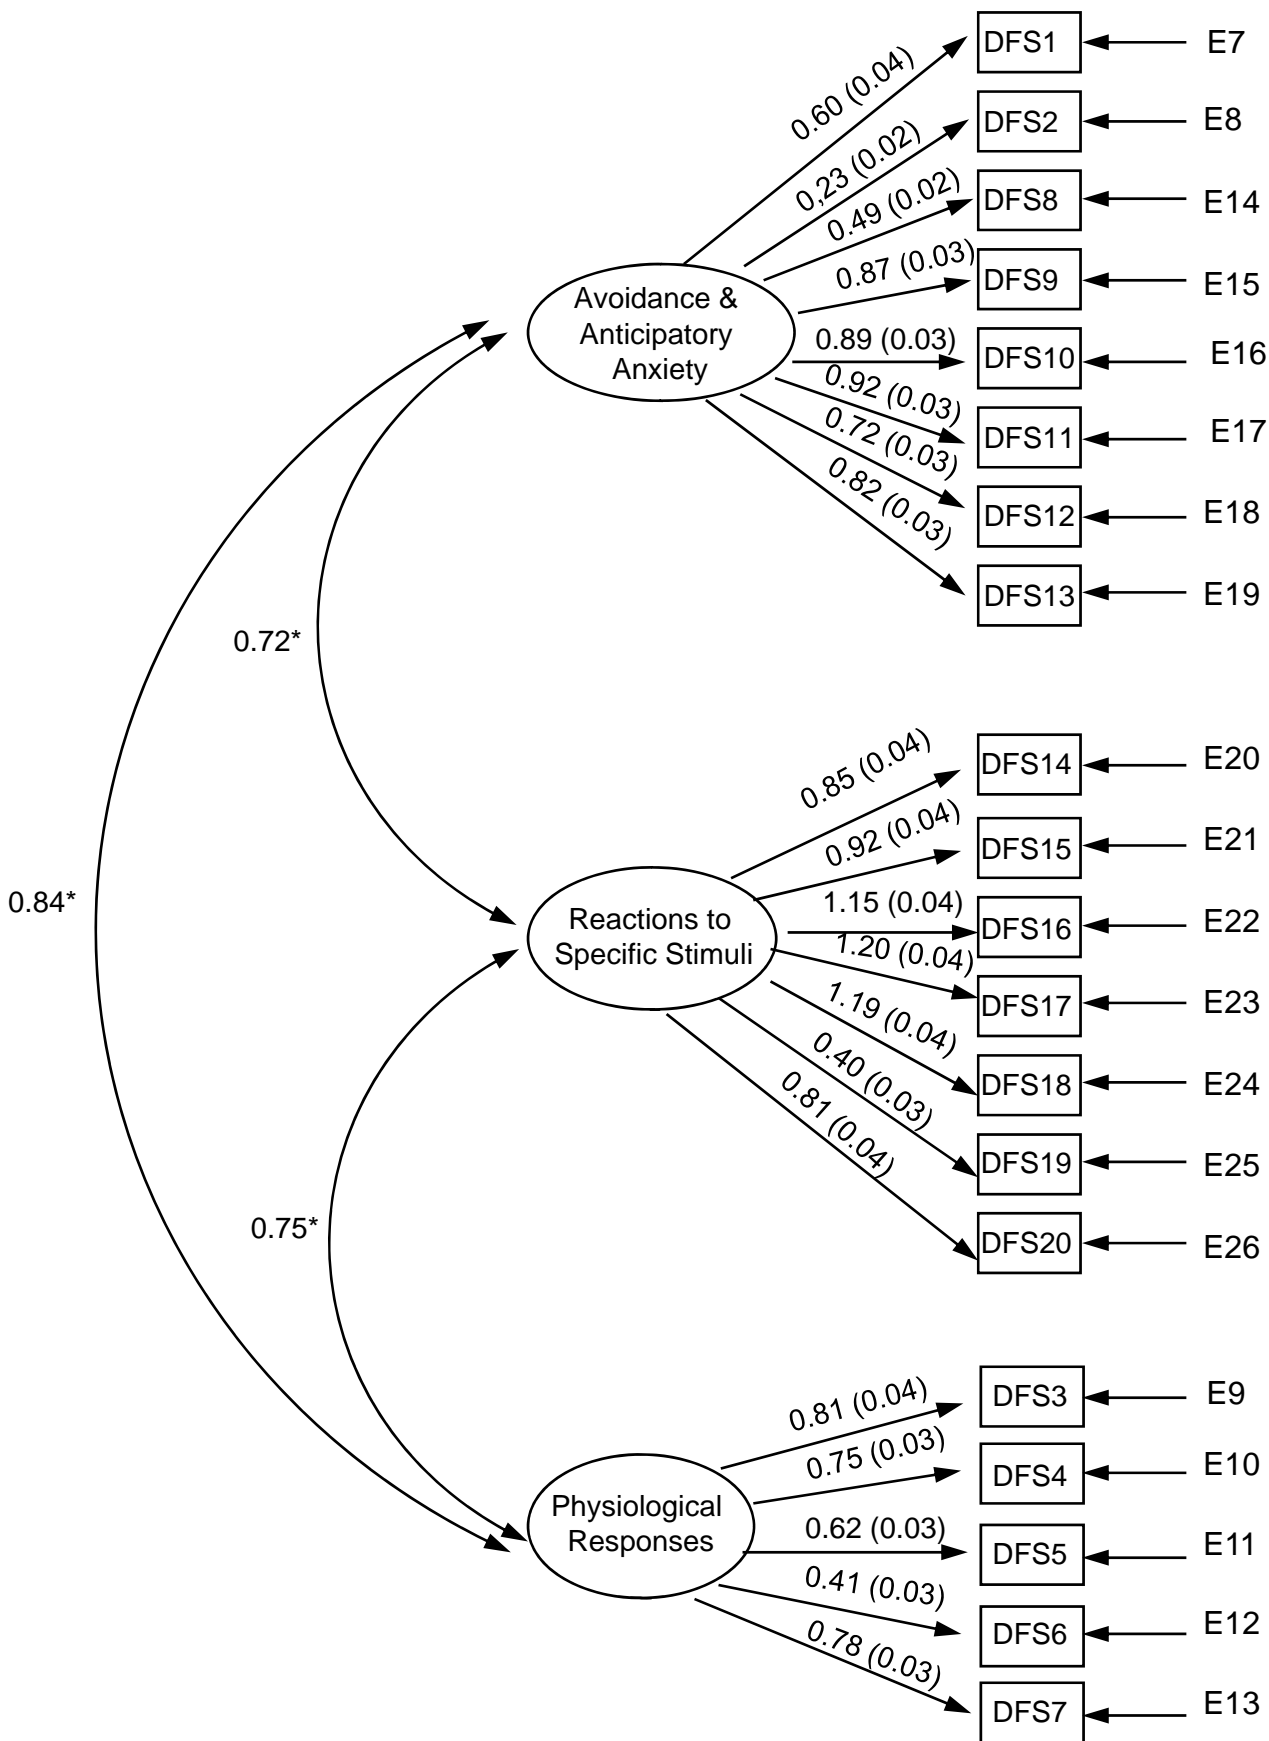 0.60 (0.04)
DFS1
E7
0,23 (0.02)
DFS2
E8
0.49 (0.02)
DFS8
E14
0.87 (0.03)
DFS9
E15
Avoidance &
Anticipatory
Anxiety
0.89 (0.03)
DFS10
E16
0.92 (0.03)
DFS11
E17
0.72 (0.03)
DFS12
E18
0.82 (0.03)
DFS13
E19
0.72*
0.84*
0.75*
0.85 (0.04)
DFS14
E20
0.92 (0.04)
DFS15
E21
Reactions to
Specific Stimuli
1.15 (0.04)
DFS16
E22
1.20 (0.04)
DFS17
E23
1.19 (0.04)
DFS18
E24
0.40 (0.03)
DFS19
E25
0.81 (0.04)
DFS20
E26
0.81 (0.04)
DFS3
E9
0.75 (0.03)
DFS4
E10
Physiological
Responses
0.62 (0.03)
DFS5
E11
0.41 (0.03)
DFS6
E12
0.78 (0.03)
DFS7
E13